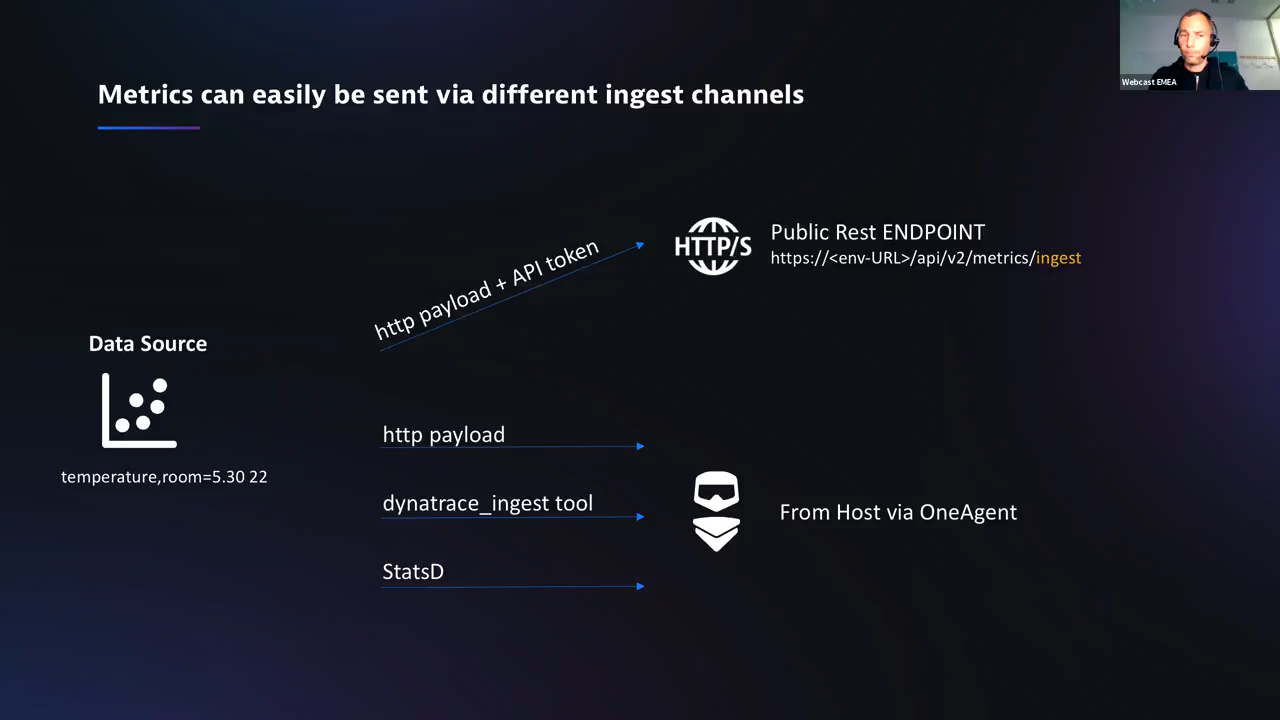 Metrics can easily be sent via different ingest channels
Webcast EMEA
http payload + API token
HTTP/S
Public Rest ENDPOINT
https://<env-URL>/api/v2/metrics/ingest
Data Source
temperature,room=5.30 22
http payload
dynatrace_ingest tool
StatsD
From Host via OneAgent